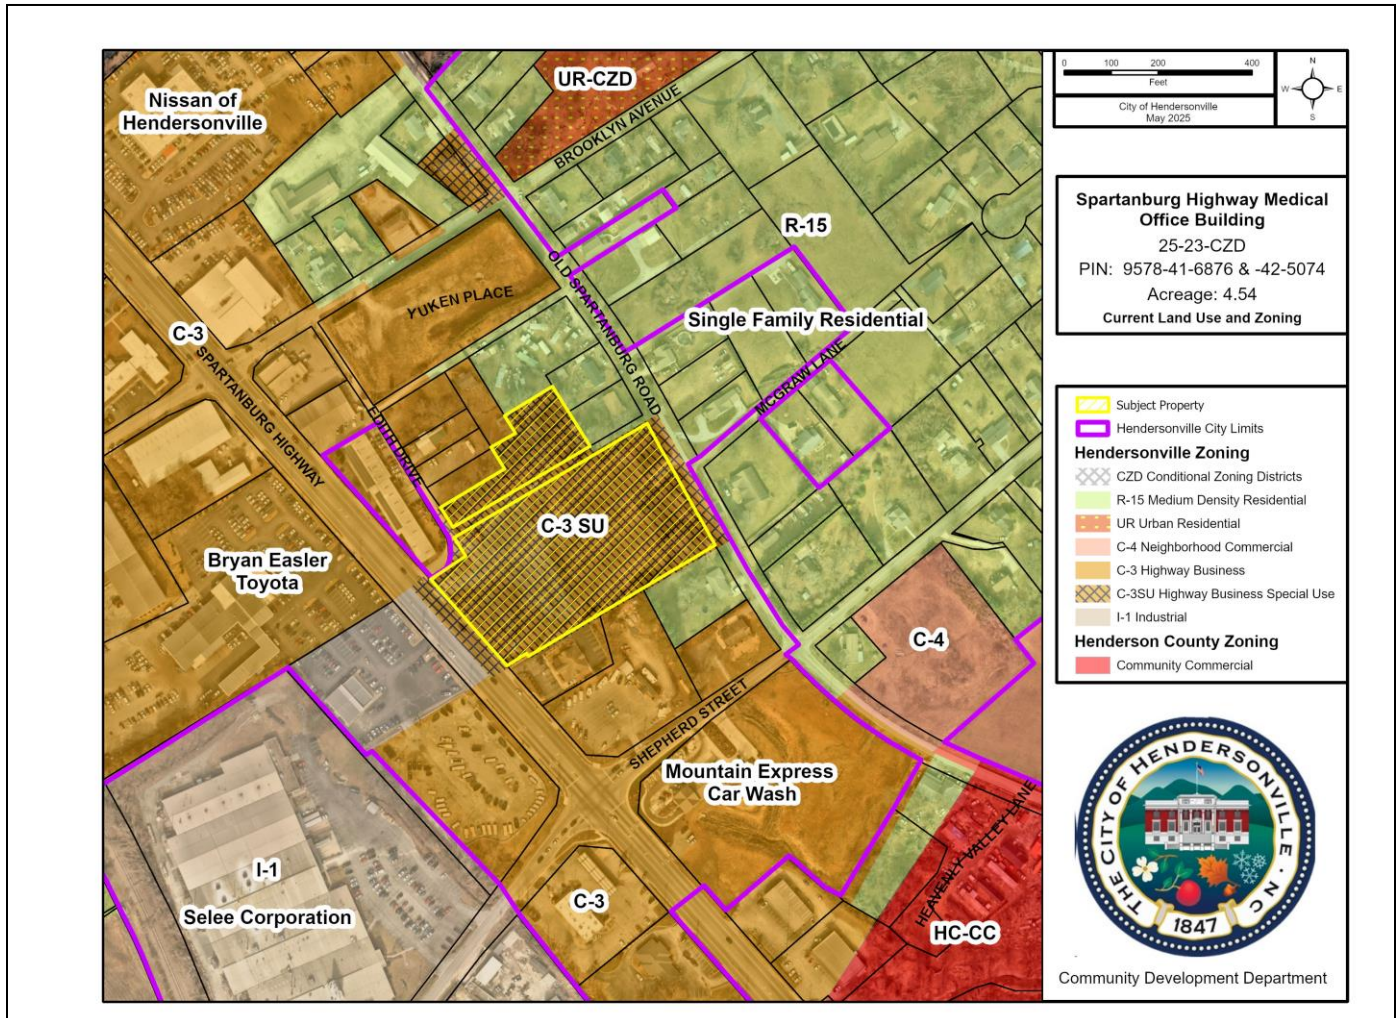 UR-CZD
Nissan of
Hendersonville
BROOKLYN AVENUE
R-15
OLD SPARTANBURG ROAD
YUKEN PLACE
Single Family Residential
C-3
SPARTANBURG HIGHWAY
MCGRAW LANE
EDITH DRIVE
C-3 SU
Bryan Easler
Toyota
C-4
SHEPHERD STREET
Mountain Express
Car Wash
HEAVENLY VALLEY LANE
I-1
Selee Corporation
C-3
HC-CC
0 100 200 400
Feet
N
W E
S
City of Hendersonville
May 2025
Spartanburg Highway Medical
Office Building
25-23-CZD
PIN: 9578-41-6876 & -42-5074
Acreage: 4.54
Current Land Use and Zoning
Subject Property
Hendersonville City Limits
Hendersonville Zoning
CZD Conditional Zoning Districts
R-15 Medium Density Residential
UR Urban Residential
C-4 Neighborhood Commercial
C-3 Highway Business
C-3SU Highway Business Special Use
I-1 Industrial
Henderson County Zoning
Community Commercial
THE CITY OF HENDERSONVILLE · NC
1847
Community Development Department